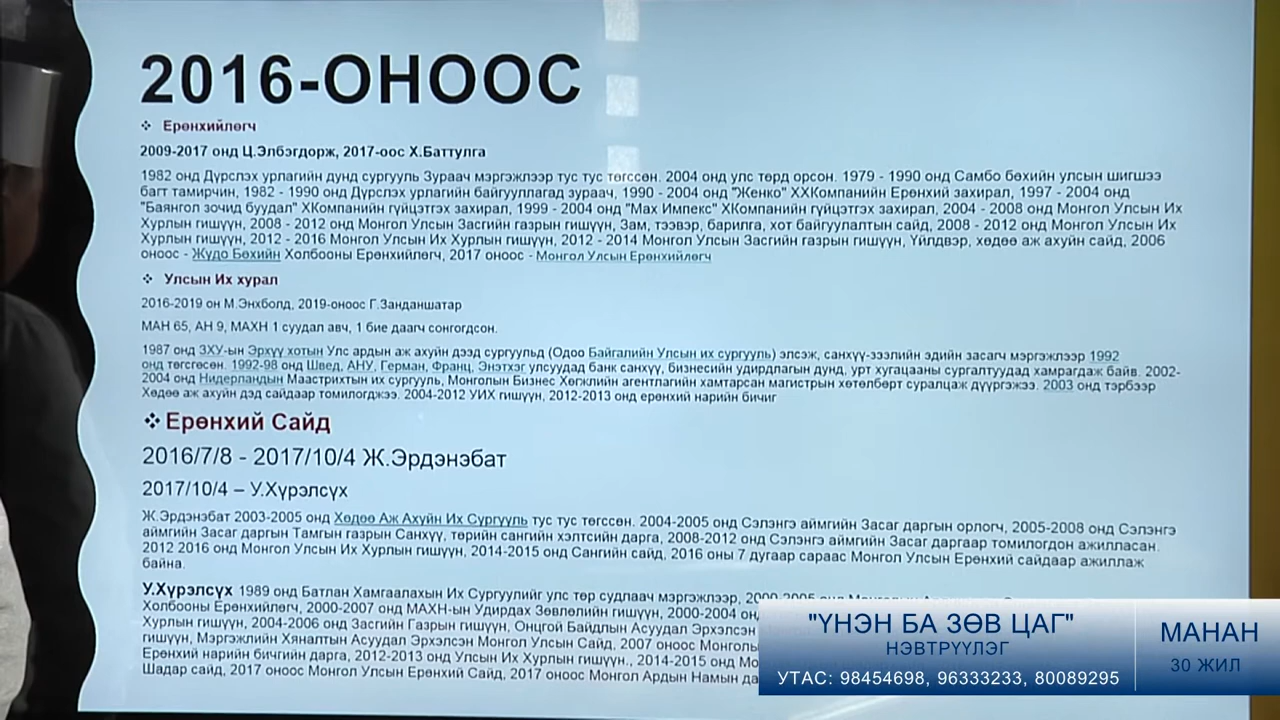 2016-ОНООС
❖ Ерөнхийлөгч
2009-2017 онд Ц.Элбэгдорж, 2017-оос Х.Баттулга
1982 онд Дүрслэх урлагийн дунд сургууль Зураач мэргэжлээр тус тус төгссөн. 2004 онд улс төрд орсон. 1979 - 1990 онд Самбо бөхийн улсын шигшээ
багт тамирчин, 1982 - 1990 онд Дүрслэх урлагийн байгууллагад зураач, 1990 - 2004 онд "Женко" ХХКомпанийн Ерөнхий захирал, 1997 - 2004 онд
"Баянгол зочид буудал" ХКомпанийн гүйцэтгэх захирал, 1999 - 2004 онд "Мах Импекс" ХКомпанийн гүйцэтгэх захирал, 2004 - 2008 онд Монгол Улсын Их
Хурлын гишүүн, 2008 - 2012 онд Монгол Улсын Засгийн газрын гишүүн, Зам, тээвэр, барилга, хот байгуулалтын сайд, 2008 - 2012 онд Монгол Улсын Их
Хурлын гишүүн, 2012 - 2016 Монгол Улсын Их Хурлын гишүүн, 2012 - 2014 Монгол Улсын Засгийн газрын гишүүн, Үйлдвэр, хөдөө аж ахуйн сайд, 2006
оноос - Жудо Бөхийн Холбооны Ерөнхийлөгч, 2017 оноос - Монгол Улсын Ерөнхийлөгч
❖ Улсын Их хурал
2016-2019 он М.Энхболд, 2019-оноос Г.Занданшатар
МАН 65, АН 9, МАХН 1 суудал авч, 1 бие даагч сонгогдсон.
1987 онд ЗХУ-ын Эрхүү хотын Улс ардын аж ахуйн дээд сургуульд (Одоо Байгалийн Улсын их сургууль) элсэж, санхүү-зээлийн эдийн засагч мэргэжлээр 1992
онд төгсгөсөн. 1992-98 онд Швед, АНУ, Герман, Франц, Энэтхэг улсуудад банк санхүү, бизнесийн удирдлагын дунд, урт хугацааны сургалтуудад хамрагдаж байв. 2002-
2004 онд Нидерландын Маастрихтын их сургууль, Монголын Бизнес Хөгжлийн агентлагийн хамтарсан магистрын хөтөлбөрт суралцаж дүүргэжээ. 2003 онд тэрбээр
Хөдөө аж ахуйн дэд сайдаар томилогджээ. 2004-2012 УИХ гишүүн, 2012-2013 онд ерөнхий нарийн бичиг
❖Ерөнхий Сайд
2016/7/8 - 2017/10/4 Ж.Эрдэнэбат
2017/10/4 – У.Хүрэлсүх
Ж.Эрдэнэбат 2003-2005 онд Хөдөө Аж Ахуйн Их Сургууль тус тус төгссөн. 2004-2005 онд Сэлэнгэ аймгийн Засаг даргын орлогч, 2005-2008 онд Сэлэнгэ
аймгийн Засаг даргын Тамгын газрын Санхүү, төрийн сангийн хэлтсийн дарга, 2008-2012 онд Сэлэнгэ аймгийн Засаг даргаар томилогдон ажилласан.
2012 2016 онд Монгол Улсын Их Хурлын гишүүн, 2014-2015 онд Сангийн сайд, 2016 оны 7 дугаар сараас Монгол Улсын Ерөнхий сайдаар ажиллаж
байна.
У.Хүрэлсүх 1989 онд Батлан Хамгаалахын Их Сургуулийг улс төр судлаач мэргэжлээр, 2000-2005
Холбооны Ерөнхийлөгч, 2000-2007 онд МАХН-ын Удирдах Зөвлөлийн гишүүн, 2000-2004 онд
Хурлын гишүүн, 2004-2006 онд Засгийн Газрын гишүүн, Онцгой Байдлын Асуудал Эрхэлсэн
гишүүн, Мэргэжлийн Хяналтын Асуудал Эрхэлсэн Монгол Улсын Сайд, 2007 оноос Монголы
Ерөнхий нарийн бичгийн дарга, 2012-2013 онд Улсын Их Хурлын гишүүн., 2014-2015 онд Мо
Шадар сайд, 2017 оноос Монгол Улсын Ерөнхий Сайд, 2017 оноос Монгол Ардын Намын да
"ҮНЭН БА ЗӨВ ЦАГ"
НЭВТРҮҮЛЭГ
УТАС: 98454698, 96333233, 80089295
МАНАН
30 ЖИЛ